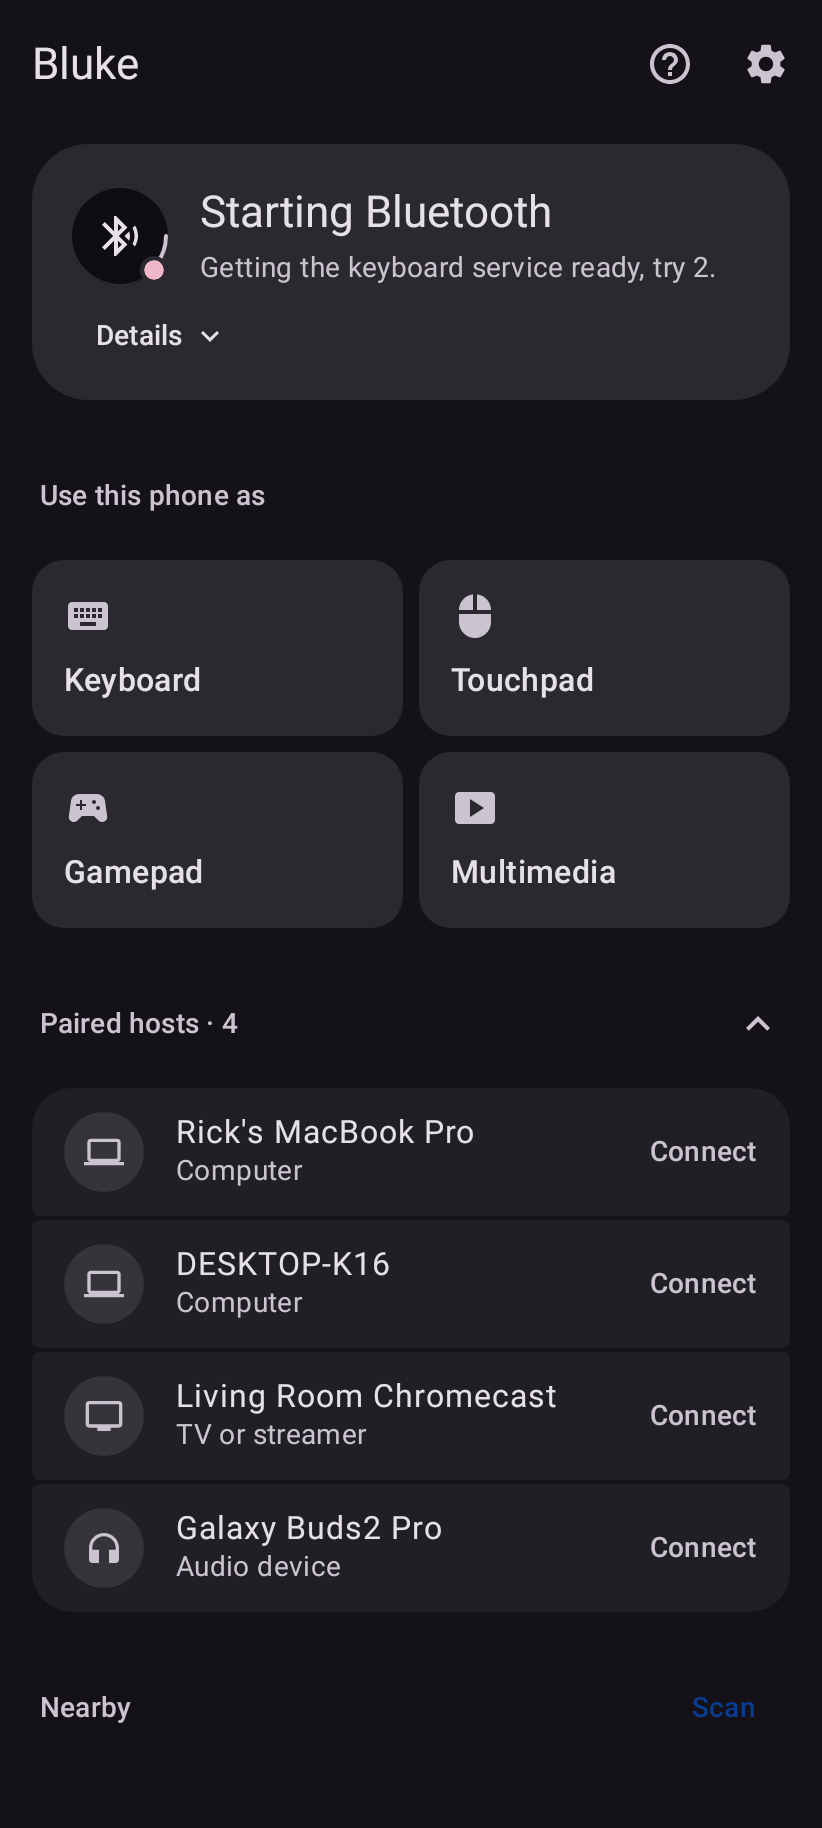 Bluke
Starting Bluetooth
Getting the keyboard service ready, try 2.
Details
Use this phone as
Keyboard
Touchpad
Gamepad
Multimedia
Paired hosts · 4
Rick's MacBook Pro
Computer
Connect
DESKTOP-K16
Computer
Connect
Living Room Chromecast
TV or streamer
Connect
Galaxy Buds2 Pro
Audio device
Connect
Nearby
Scan